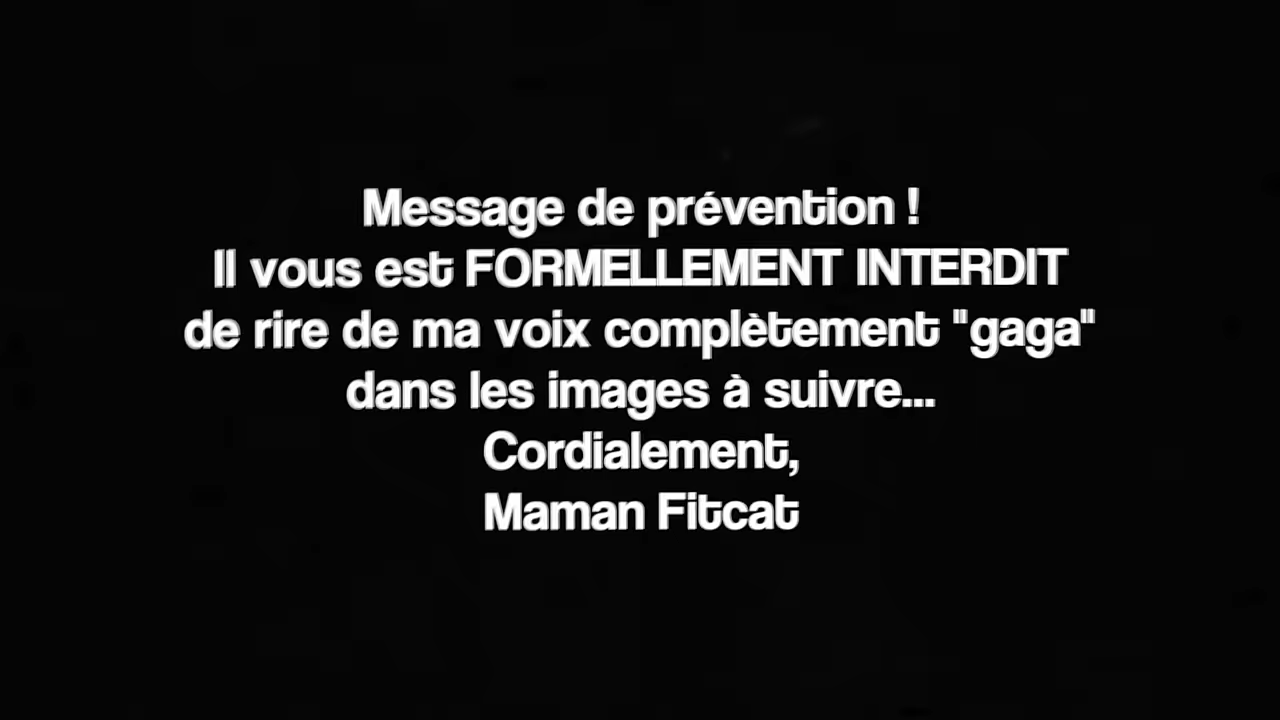 Message de prévention !
Il vous est FORMELLEMENT INTERDIT
de rire de ma voix complètement "gaga"
dans les images à suivre...
Cordialement,
Maman Fitcat